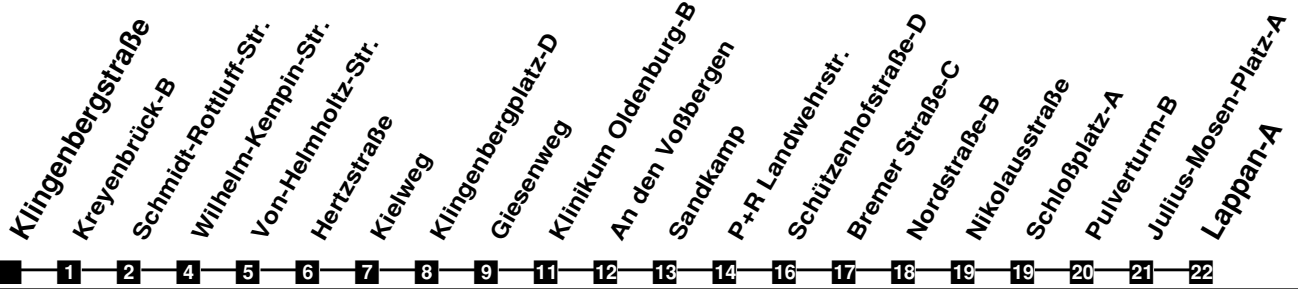 Klingenbergstraße
Kreyenbrück-B
Schmidt-Rottluff-Str.
Wilhelm-Kempin-Str.
Von-Helmholtz-Str.
Hertzstraße
Kielweg
Klingenbergplatz-D
Giesenweg
Klinikum Oldenburg-B
An den Voßbergen
Sandkamp
P+R Landwehrstr.
Schützenhofstraße-D
Bremer Straße-C
Nordstraße-B
Nikolausstraße
Schloßplatz-A
Pulverturm-B
Julius-Mosen-Platz-A
Lappan-A
1 2 4 5 6 7 8 9 11 12 13 14 16 17 18 19 19 20 21 22